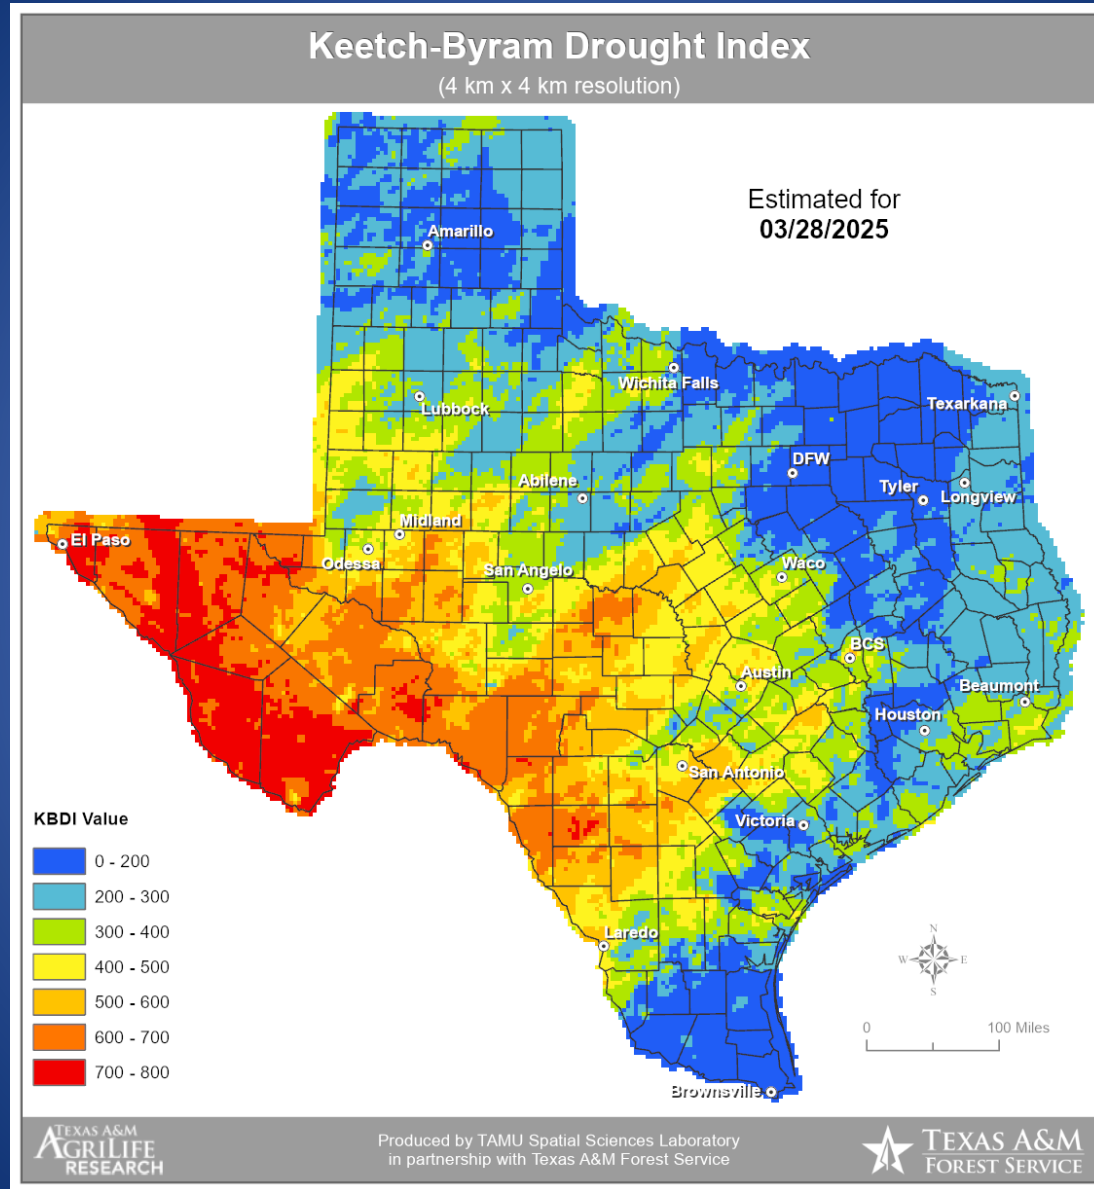 Keetch-Byram Drought Index
(4 km x 4 km resolution)
Estimated for
03/28/2025
Amarillo
Wichita Falls
Lubbock
Texarkana
DFW
Abilene
Tyler
Longview
Midland
El Paso
Odessa
San Angelo
Waco
BCS
Austin
Beaumont
Houston
San Antonio
Victoria
Laredo
Brownsville
KBDI Value
0 - 200
200 - 300
300 - 400
400 - 500
500 - 600
600 - 700
700 - 800
N
W E
S
0 100 Miles
TEXAS A&M
AGRILIFE
RESEARCH
Produced by TAMU Spatial Sciences Laboratory
in partnership with Texas A&M Forest Service
TEXAS A&M
FOREST SERVICE